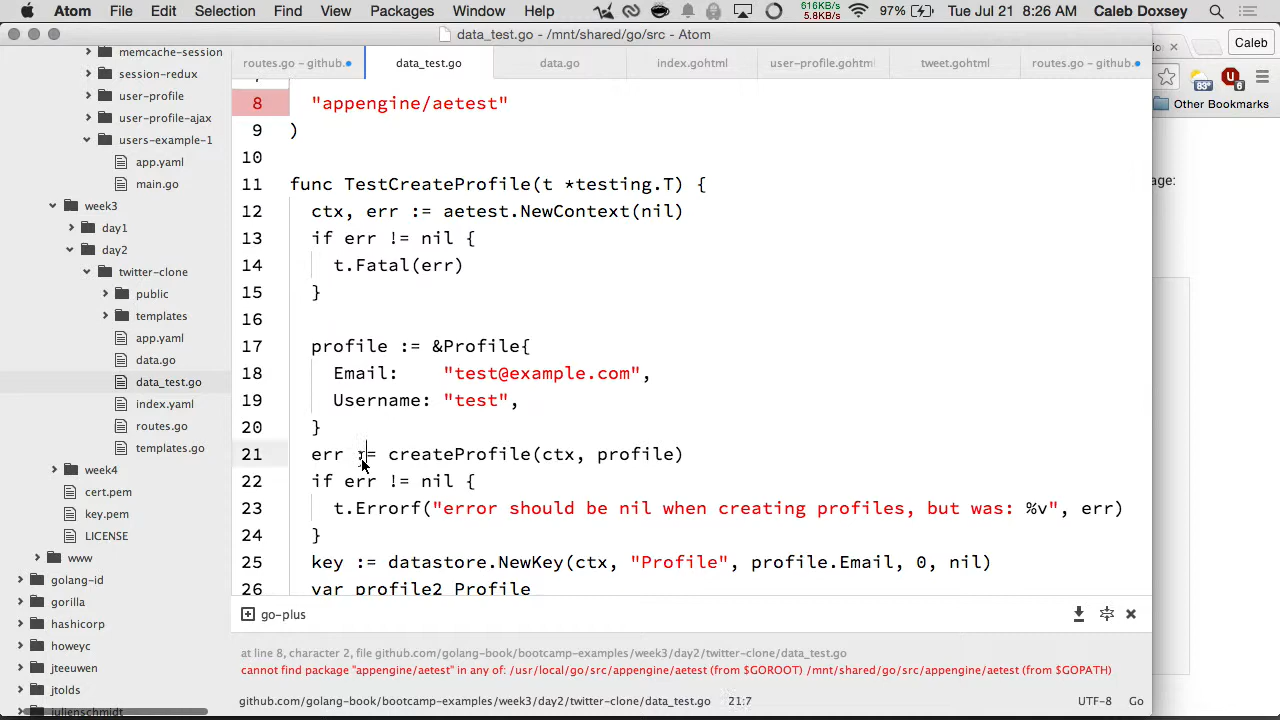 Atom File Edit Selection Find View Packages Window Help 616KB/s 5.8KB/s 97% Tue Jul 21 8:26 AM Caleb Doxsey
data_test.go - /mnt/shared/go/src - Atom
Caleb
routes.go – github. data_test.go data.go index.gohtml user-profile.gohtml tweet.gohtml routes.go – github.
83° 6
Other Bookmarks
memcache-session
session-redux
user-profile
user-profile-ajax
users-example-1
app.yaml
main.go
week3
day1
day2
twitter-clone
public
templates
app.yaml
data.go
data_test.go
index.yaml
routes.go
templates.go
week4
cert.pem
key.pem
LICENSE
www
golang-id
gorilla
hashicorp
howeyc
jteeuwen
jtolds
julienschmidt
8 "appengine/aetest"
9 )
10
11 func TestCreateProfile(t *testing.T) {
12 ctx, err := aetest.NewContext(nil)
13 if err != nil {
14 t.Fatal(err)
15 }
16
17 profile := &Profile{
18 Email: "test@example.com",
19 Username: "test",
20 }
21 err := createProfile(ctx, profile)
22 if err != nil {
23 t.Errorf("error should be nil when creating profiles, but was: %v", err)
24 }
25 key := datastore.NewKey(ctx, "Profile", profile.Email, 0, nil)
26 var profile2 Profile
age:
go-plus
at line 8, character 2, file github.com/golang-book/bootcamp-examples/week3/day2/twitter-clone/data_test.go
cannot find package "appengine/aetest" in any of: /usr/local/go/src/appengine/aetest (from $GOROOT) /mnt/shared/go/src/appengine/aetest (from $GOPATH)
github.com/golang-book/bootcamp-examples/week3/day2/twitter-clone/data_test.go 21:7 UTF-8 Go